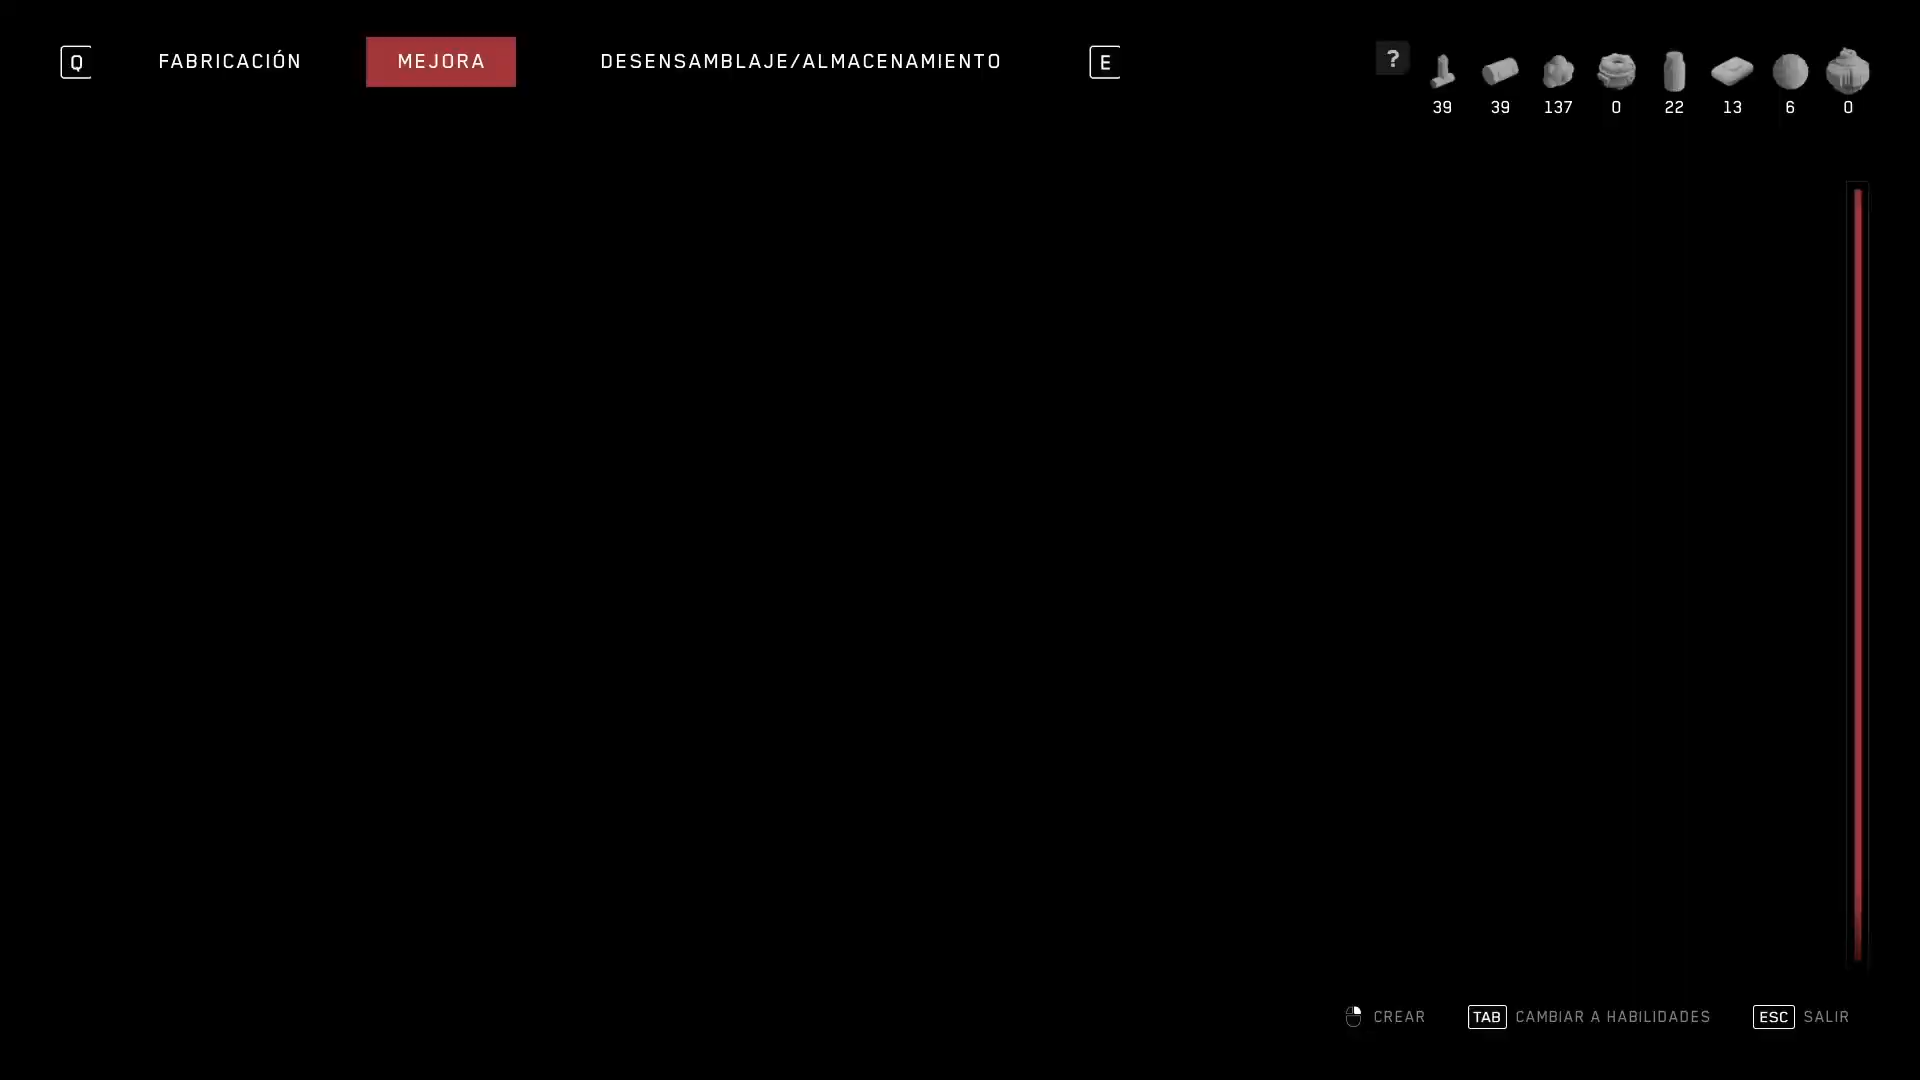 Q FABRICACIÓN MEJORA DESENSAMBLAJE/ALMACENAMIENTO E ?
39 39 137 0 22 13 6 0
CREAR TAB CAMBIAR A HABILIDADES ESC SALIR